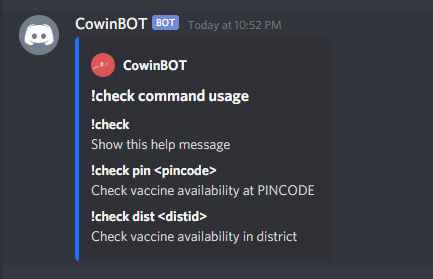 CowinBOT BOT Today at 10:52 PM
CowinBOT
!check command usage
!check
Show this help message
!check pin <pincode>
Check vaccine availability at PINCODE
!check dist <distid>
Check vaccine availability in district